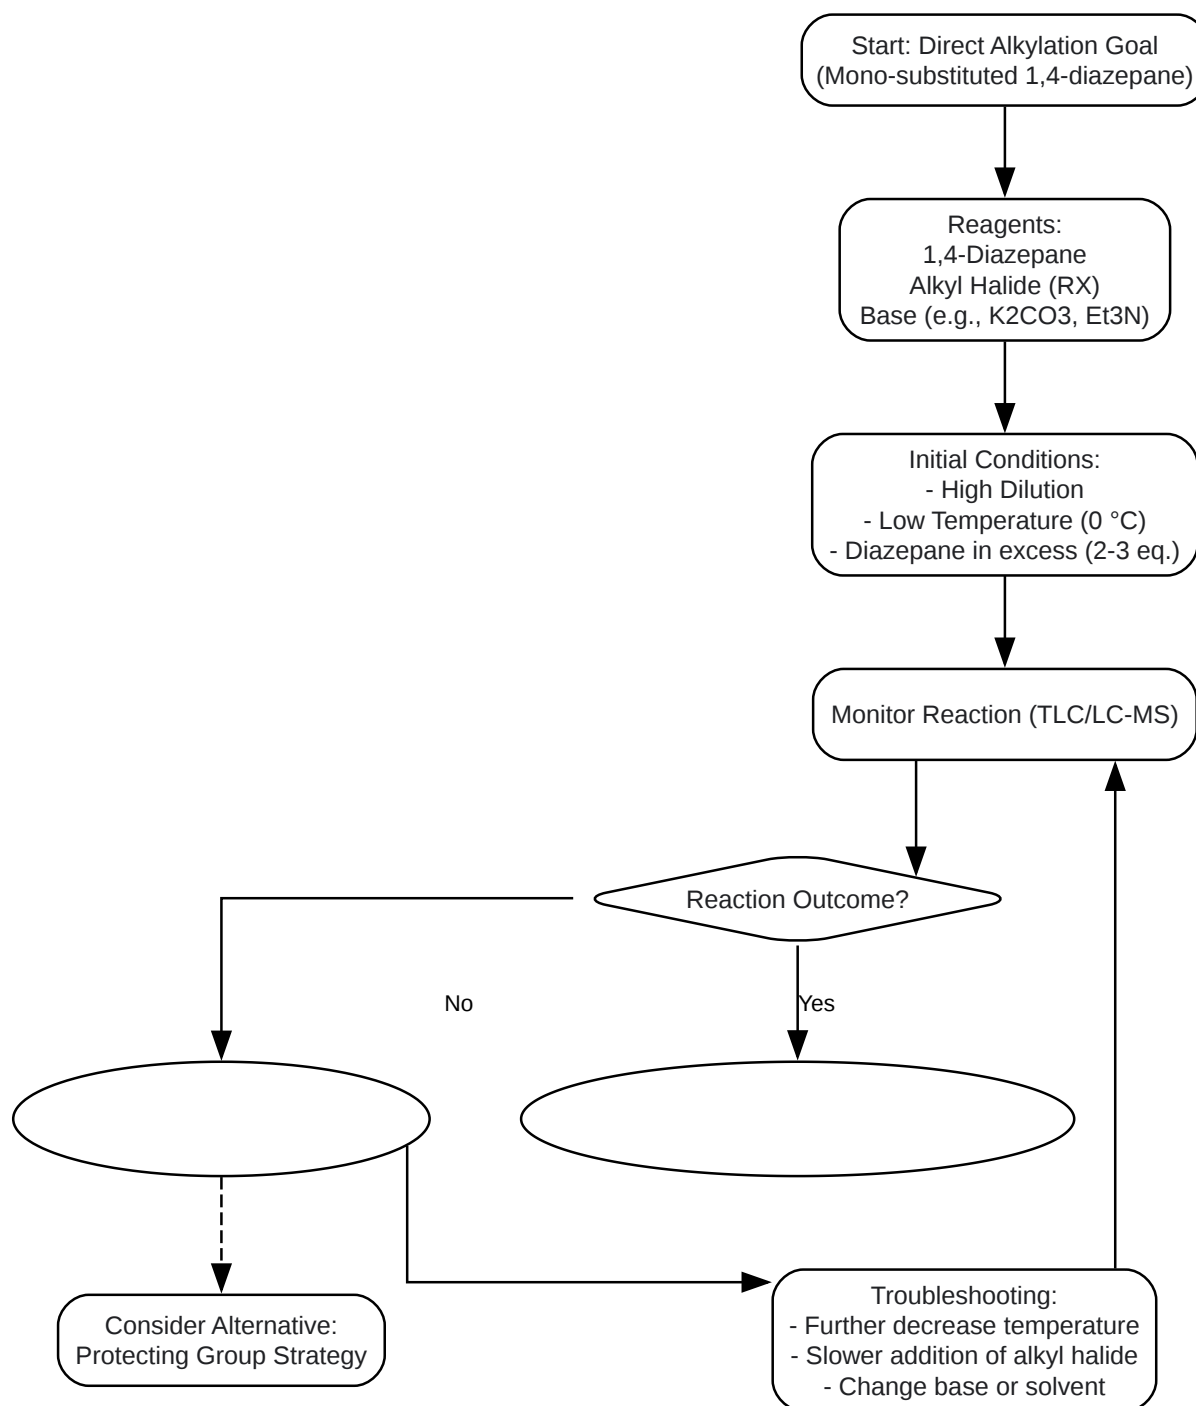 Start: Direct Alkylation Goal
(Mono-substituted 1,4-diazepane)
Reagents:
1,4-Diazepane
Alkyl Halide (RX)
Base (e.g., K2CO3, Et3N)
Initial Conditions:
- High Dilution
- Low Temperature (0 °C)
- Diazepane in excess (2-3 eq.)
Monitor Reaction (TLC/LC-MS)
Reaction Outcome?
No
Yes
Consider Alternative:
Protecting Group Strategy
Troubleshooting:
- Further decrease temperature
- Slower addition of alkyl halide
- Change base or solvent